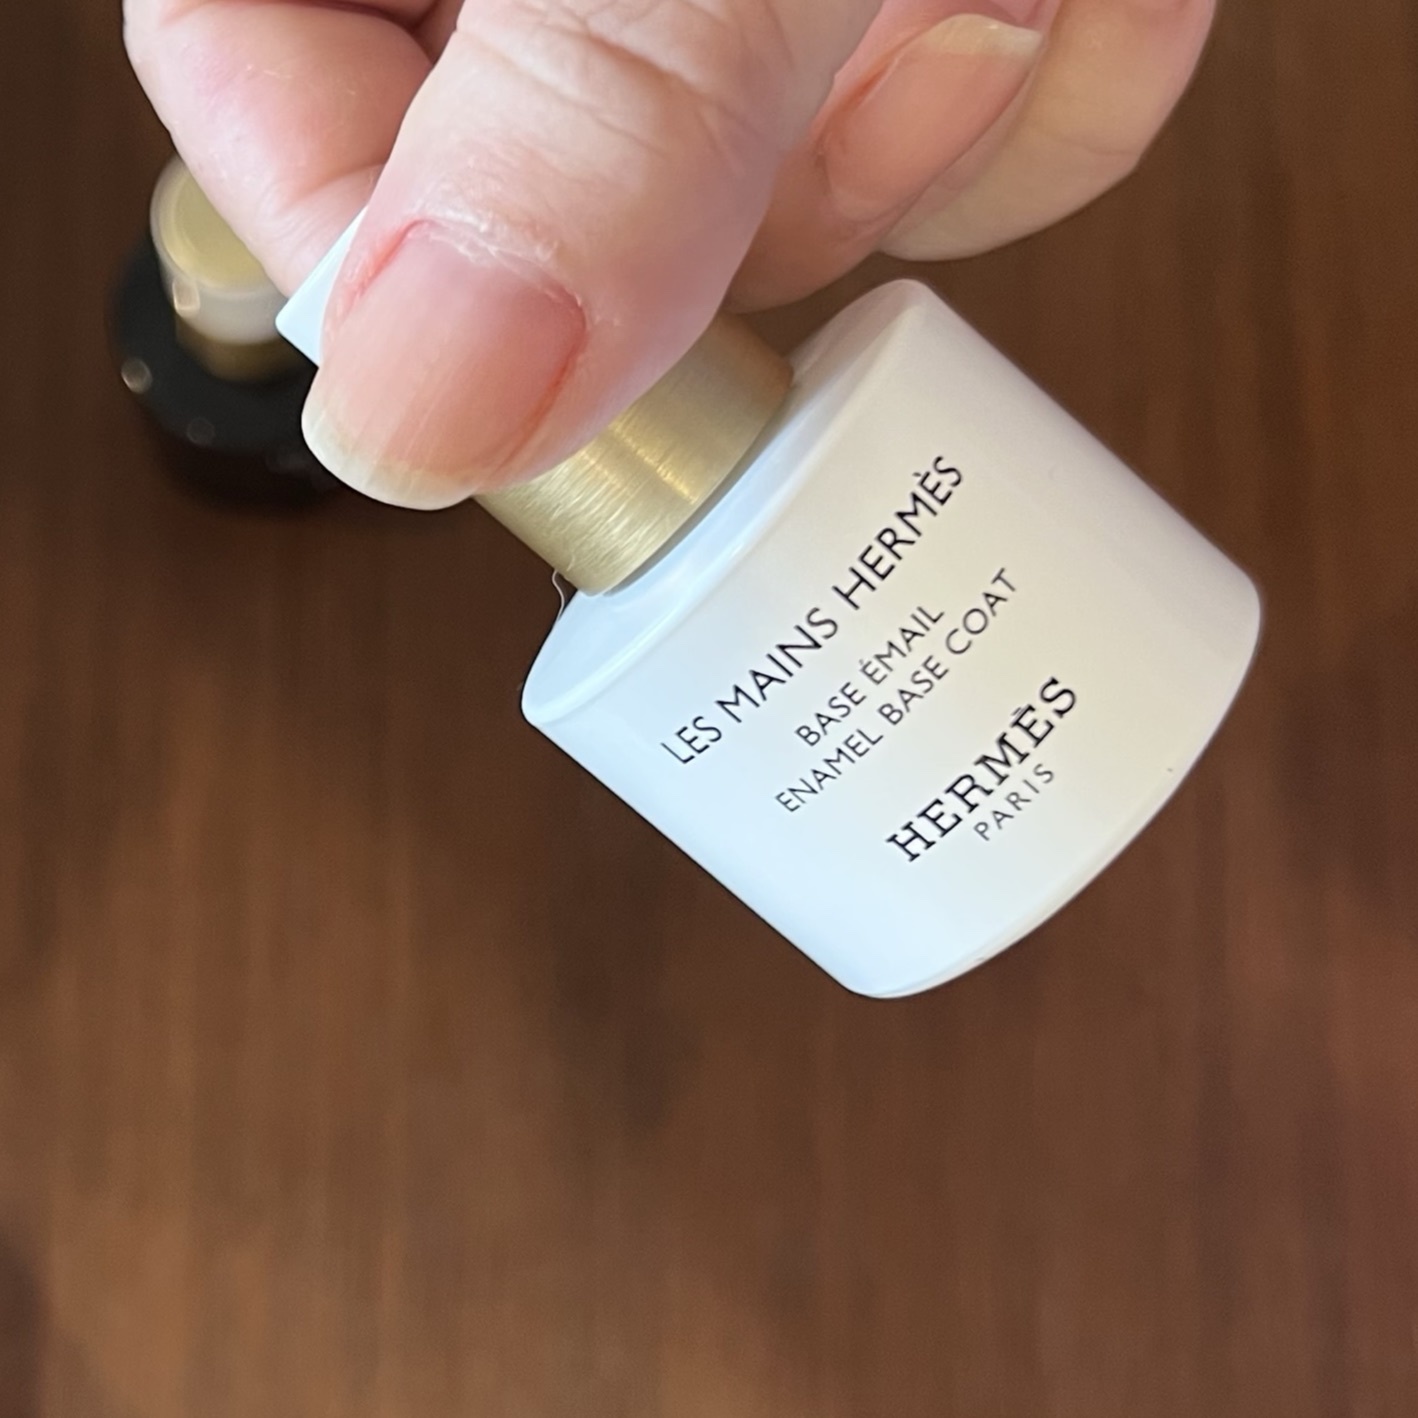 LES MAINS HERMÈS
BASE ÉMAIL
ENAMEL BASE COAT
HERMÈS
PARIS